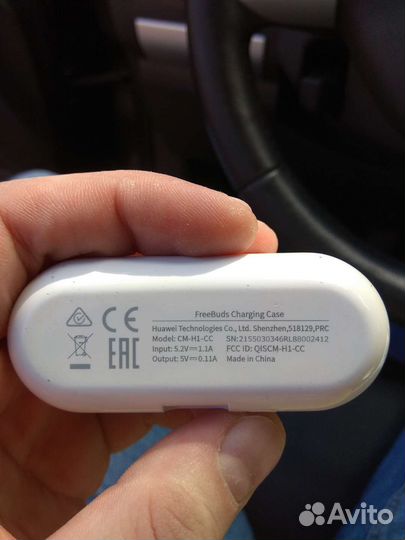 FreeBuds Charging Case
Huawei Technologies Co., Ltd. Shenzhen,518129,PRC
Model: CM-H1-CC SN:2155030346RL88002412
Input: 5.2V⎓1.1A FCC ID: QISCM-H1-CC
Output: 5V⎓0.11A Made in China
CE
EAC
Avito